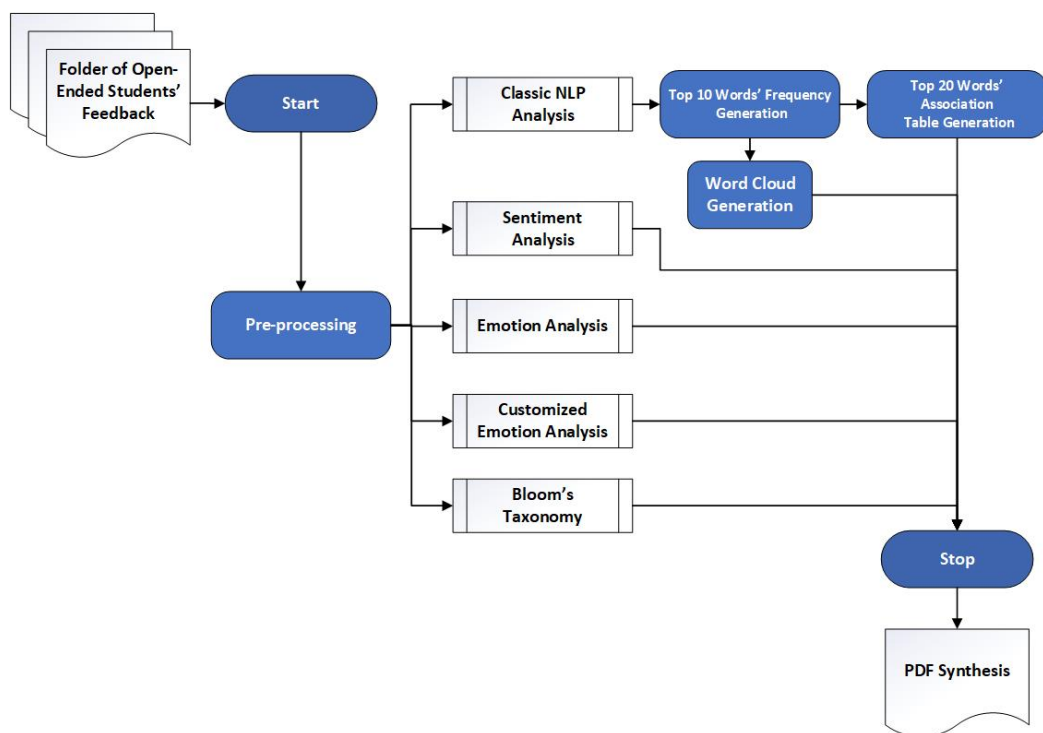 Folder of Open-
Ended Students'
Feedback
Start
Classic NLP
Analysis
Top 10 Words' Frequency
Generation
Top 20 Words'
Association
Table Generation
Word Cloud
Generation
Sentiment
Analysis
Pre-processing
Emotion Analysis
Customized
Emotion Analysis
Bloom's
Taxonomy
Stop
PDF Synthesis